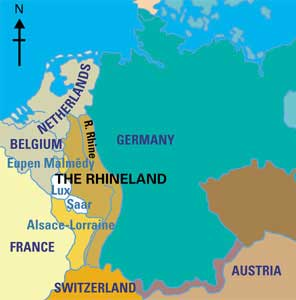 N
NETHERLANDS
R. Rhine
BELGIUM
GERMANY
Eupen Malmédy
THE RHINELAND
Lux
Saar
Alsace-Lorraine
FRANCE
AUSTRIA
SWITZERLAND